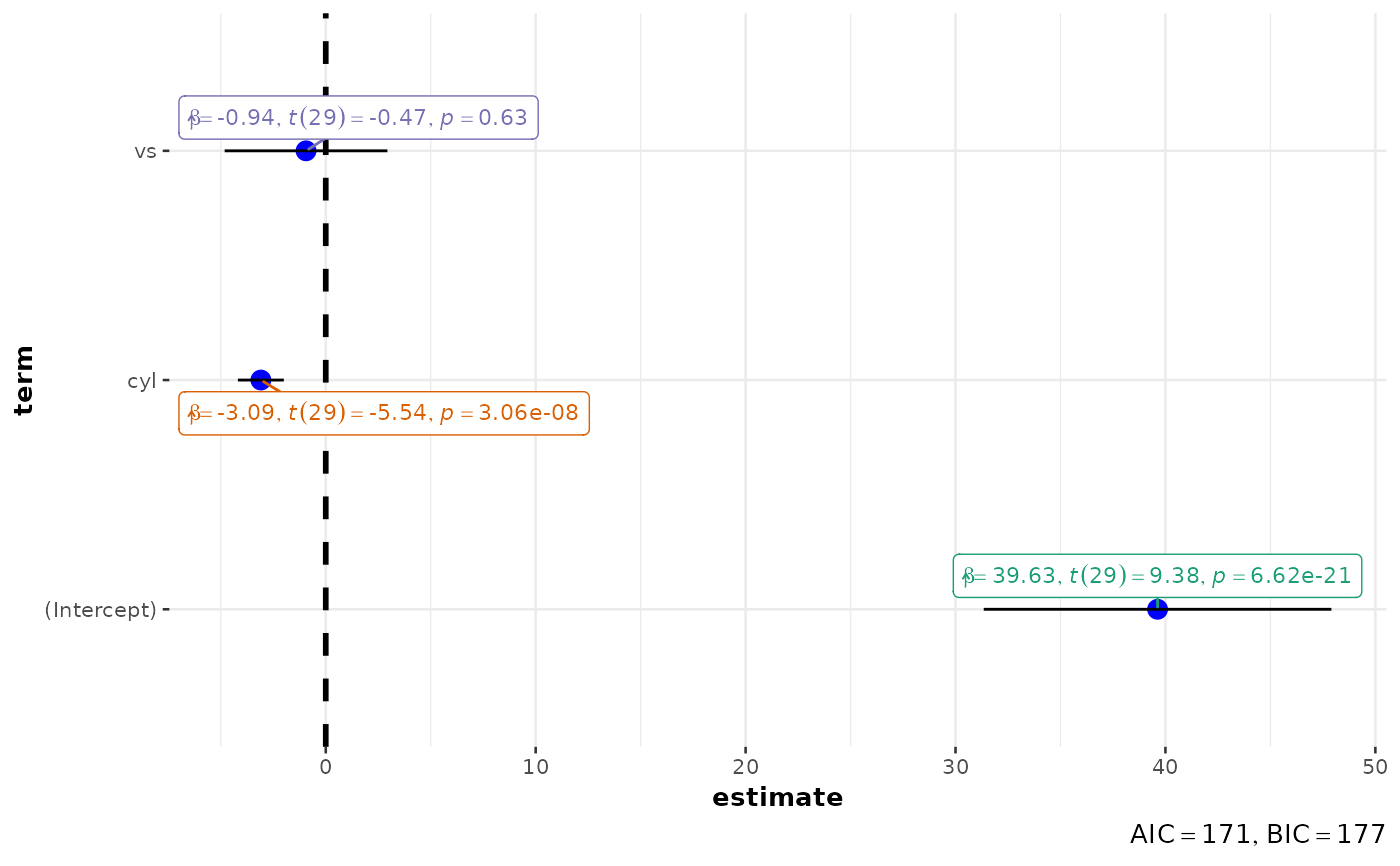 β̂ = -0.94, t(29) = -0.47, p = 0.63
vs
term
cyl
β̂ = -3.09, t(29) = -5.54, p = 3.06e-08
β̂ = 39.63, t(29) = 9.38, p = 6.62e-21
(Intercept)
0 10 20 30 40 50
estimate
AIC = 171, BIC = 177